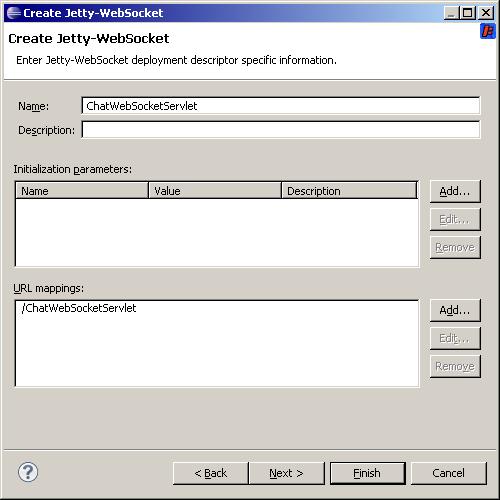 Create Jetty-WebSocket
Create Jetty-WebSocket
Enter Jetty-WebSocket deployment descriptor specific information.
Name: ChatWebSocketServlet
Description:
Initialization parameters:
Name Value Description
Add...
Edit...
Remove
URL mappings:
/ChatWebSocketServlet
Add...
Edit...
Remove
? < Back Next > Finish Cancel